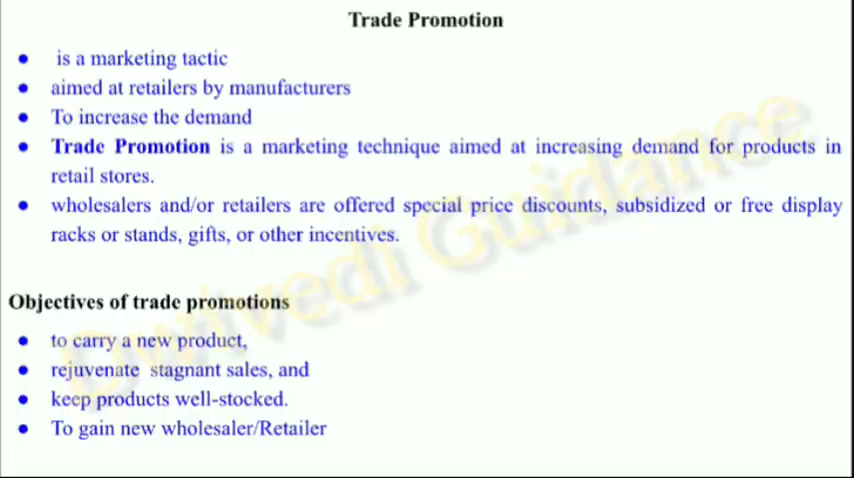 Trade Promotion
● is a marketing tactic
● aimed at retailers by manufacturers
● To increase the demand
● Trade Promotion is a marketing technique aimed at increasing demand for products in
retail stores.
● wholesalers and/or retailers are offered special price discounts, subsidized or free display
racks or stands, gifts, or other incentives.
Objectives of trade promotions
● to carry a new product,
● rejuvenate stagnant sales, and
● keep products well-stocked.
● To gain new wholesaler/Retailer
Dwivedi Guidance